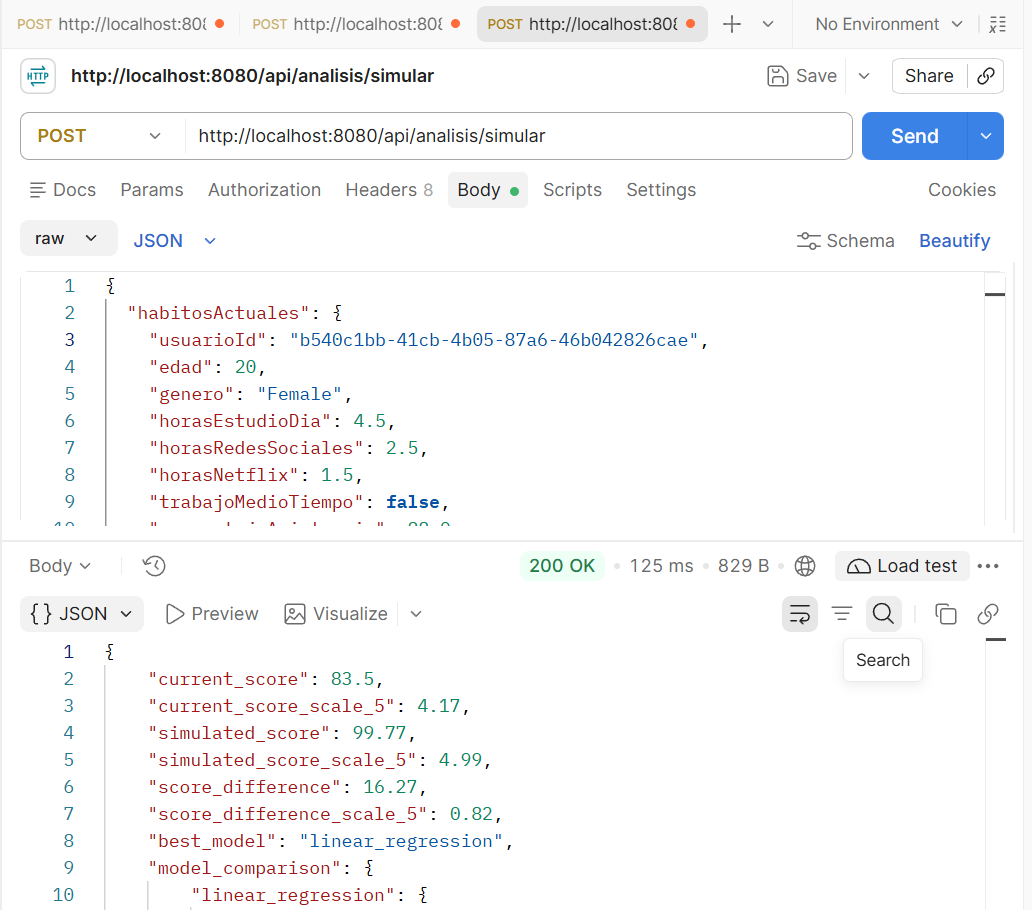 POST http://localhost:808 POST http://localhost:808 POST http://localhost:808 No Environment
HTTP http://localhost:8080/api/analisis/simular Save Share
POST http://localhost:8080/api/analisis/simular Send
Docs Params Authorization Headers 8 Body Scripts Settings Cookies
raw JSON Schema Beautify
1 {
2 "habitosActuales": {
3 "usuarioId": "b540c1bb-41cb-4b05-87a6-46b042826cae",
4 "edad": 20,
5 "genero": "Female",
6 "horasEstudioDia": 4.5,
7 "horasRedesSociales": 2.5,
8 "horasNetflix": 1.5,
9 "trabajoMedioTiempo": false,
10
Body 200 OK • 125 ms • 829 B • Load test
{} JSON Preview Visualize
Search
1 {
2 "current_score": 83.5,
3 "current_score_scale_5": 4.17,
4 "simulated_score": 99.77,
5 "simulated_score_scale_5": 4.99,
6 "score_difference": 16.27,
7 "score_difference_scale_5": 0.82,
8 "best_model": "linear_regression",
9 "model_comparison": {
10 "linear_regression": {